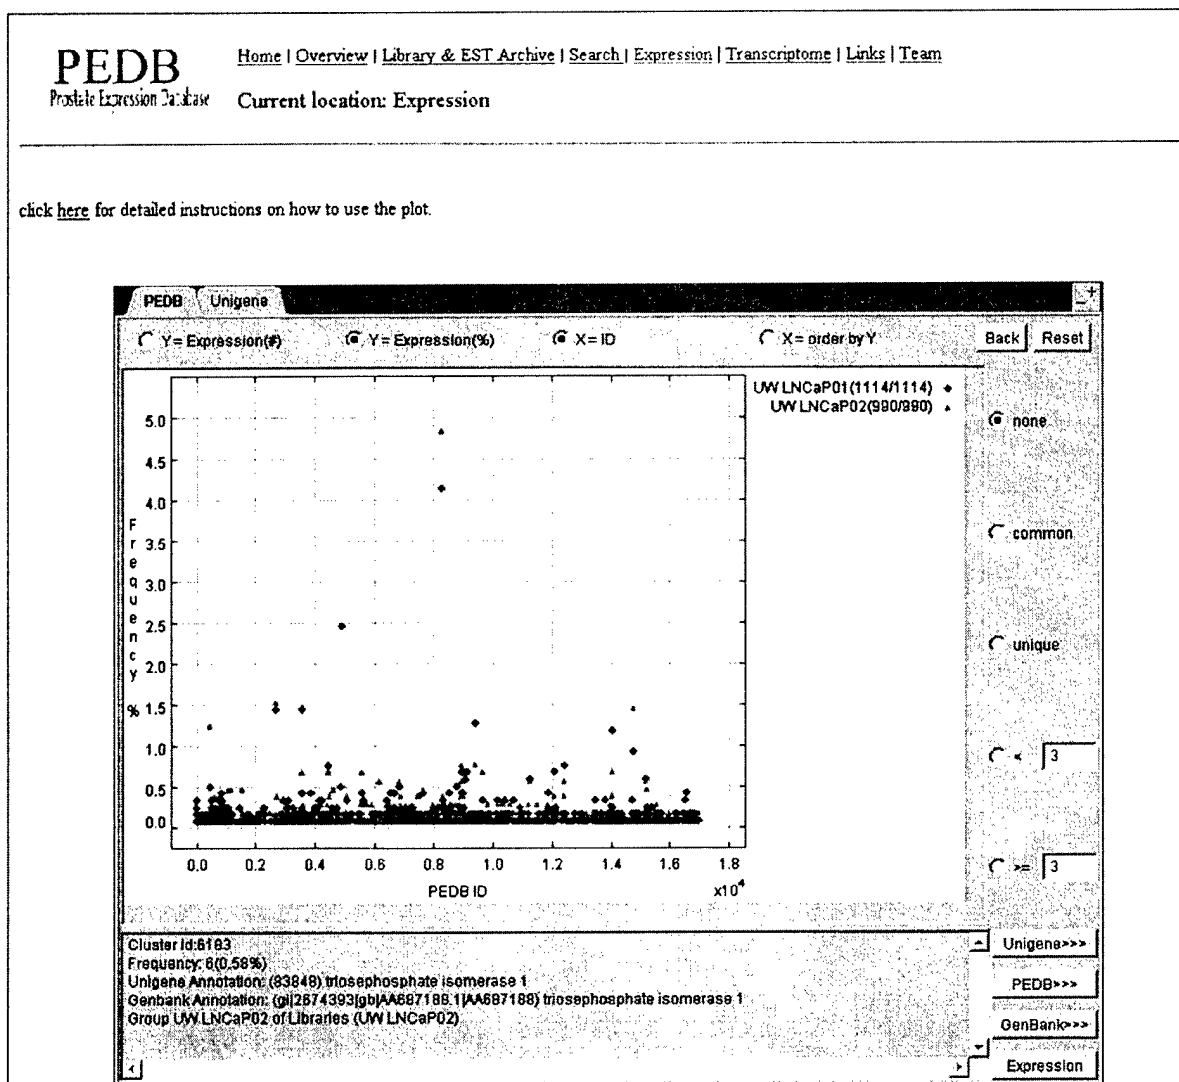 PEDB
Prostate Expression Database
Home | Overview | Library & EST Archive | Search | Expression | Transcriptome | Links | Team
Current location: Expression
click here for detailed instructions on how to use the plot.
PEDB Unigene
Y= Expression(#) Y= Expression(%) X= ID X= order by Y Back Reset
UW LNCaP01(1114/1114)
UW LNCaP02(990/990)
none
common
unique
< 3
>= 3
Frequency %
5.0
4.5
4.0
3.5
3.0
2.5
2.0
1.5
1.0
0.5
0.0
0.0 0.2 0.4 0.6 0.8 1.0 1.2 1.4 1.6 1.8
PEDB ID x10^4
Cluster Id:6193
Frequency: 6(0.58%)
Unigene Annotation: (83848) triosephosphate isomerase 1
Genbank Annotation: (gi|2674393|gb|AA687188.1|AA687188) triosephosphate isomerase 1
Group UW LNCaP02 of Libraries (UW LNCaP02)
Unigene>>>
PEDB>>>
GenBank>>>
Expression